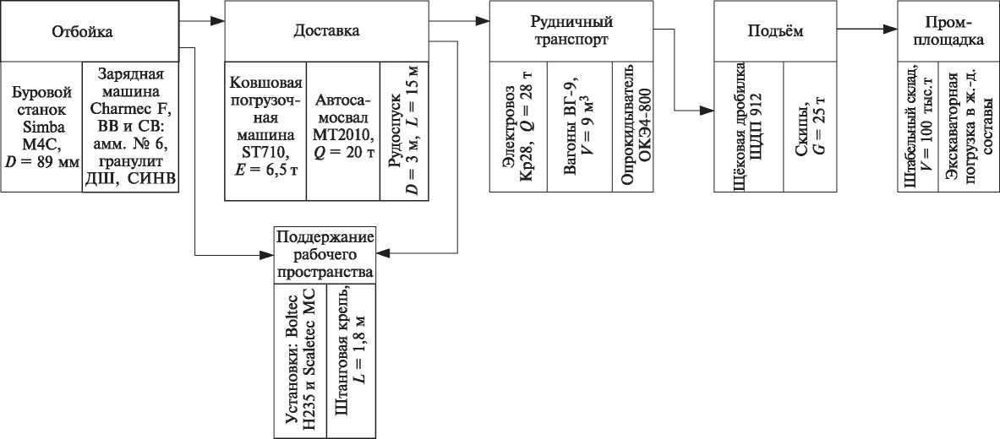 Отбойка
Буровой
станок
Simba
M4C,
D = 89 мм
Зарядная
машина
Charmec F,
ВВ и СВ:
амм. № 6,
гранулит
ДШ, СИНВ
Доставка
Ковшовая
погрузоч-
ная
машина
ST710,
E = 6,5 т
Автоса-
мосвал
MT2010,
Q = 20 т
Рудоспуск
D = 3 м, L = 15 м
Рудничный
транспорт
Электровоз
Кр28, Q = 28 т
Вагоны ВГ-9,
V = 9 м³
Опрокидыватель
ОКЭ4-800
Подъём
Щёковая дробилка
ЩДП 912
Скипы,
G = 25 т
Пром-
площадка
Штабельный склад,
V = 100 тыс.т
Экскаваторная
погрузка в ж.-д.
составы
Поддержание
рабочего
пространства
Установки: Boltec
H235 и Scaletec MC
Штанговая крепь,
L = 1,8 м